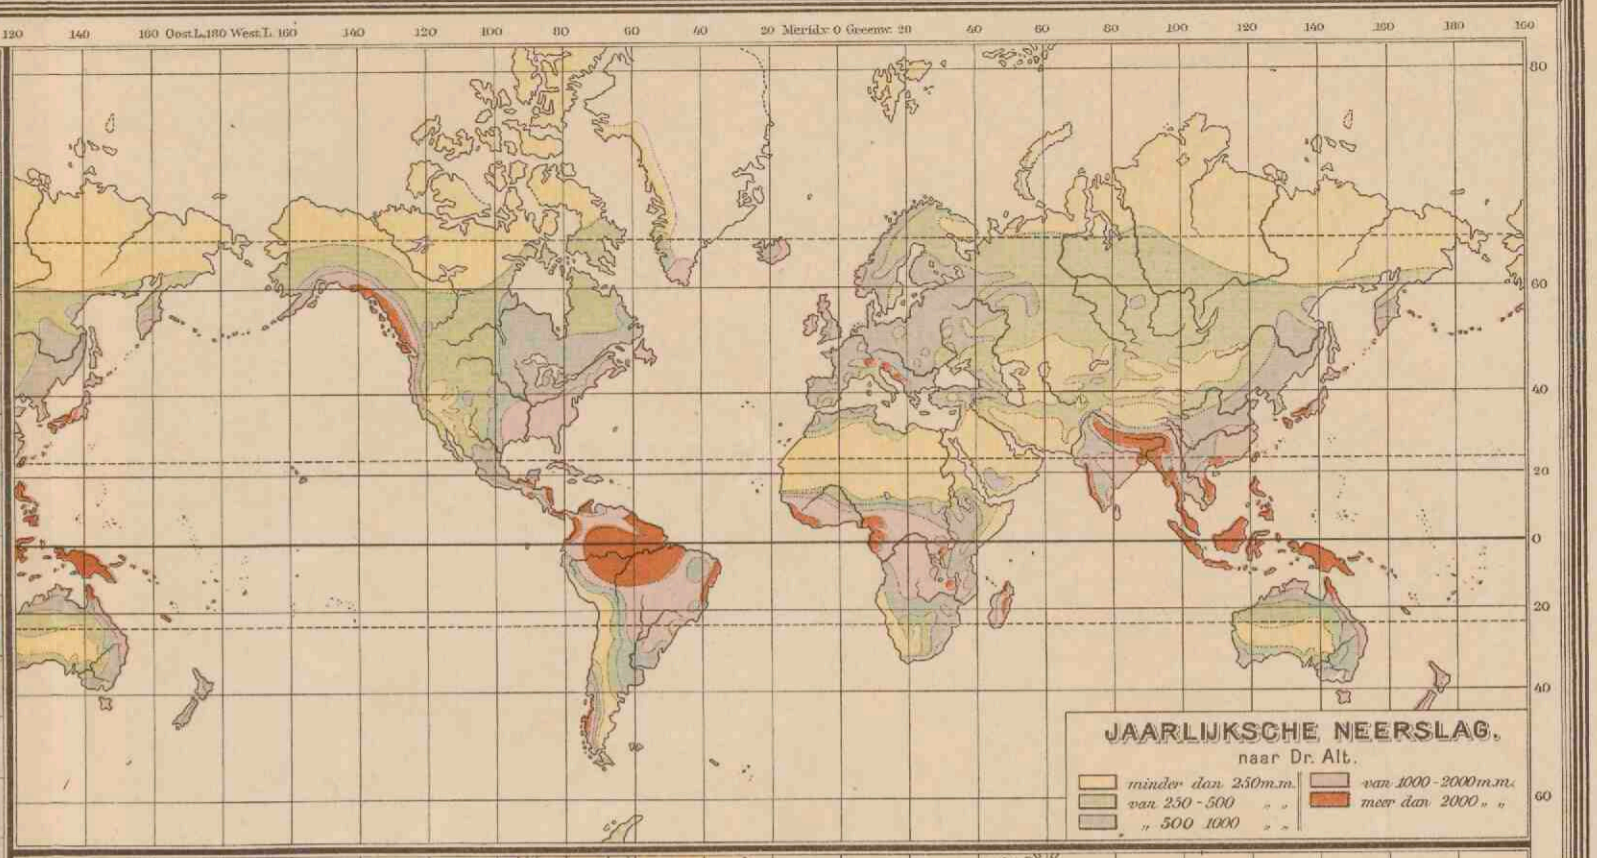 120 140 160 Oost.L. 180 West.L. 160 140 120 100 80 60 40 20 Merid: v. 0 Greenw. 20 40 60 80 100 120 140 160 180 160
80
60
40
20
0
20
40
60
JAARLIJKSCHE NEERSLAG.
naar Dr. Alt.
minder dan 250 m.m.
van 250-500 „ „
„ 500 1000 „ „
van 1000-2000 m.m.
meer dan 2000 „ „